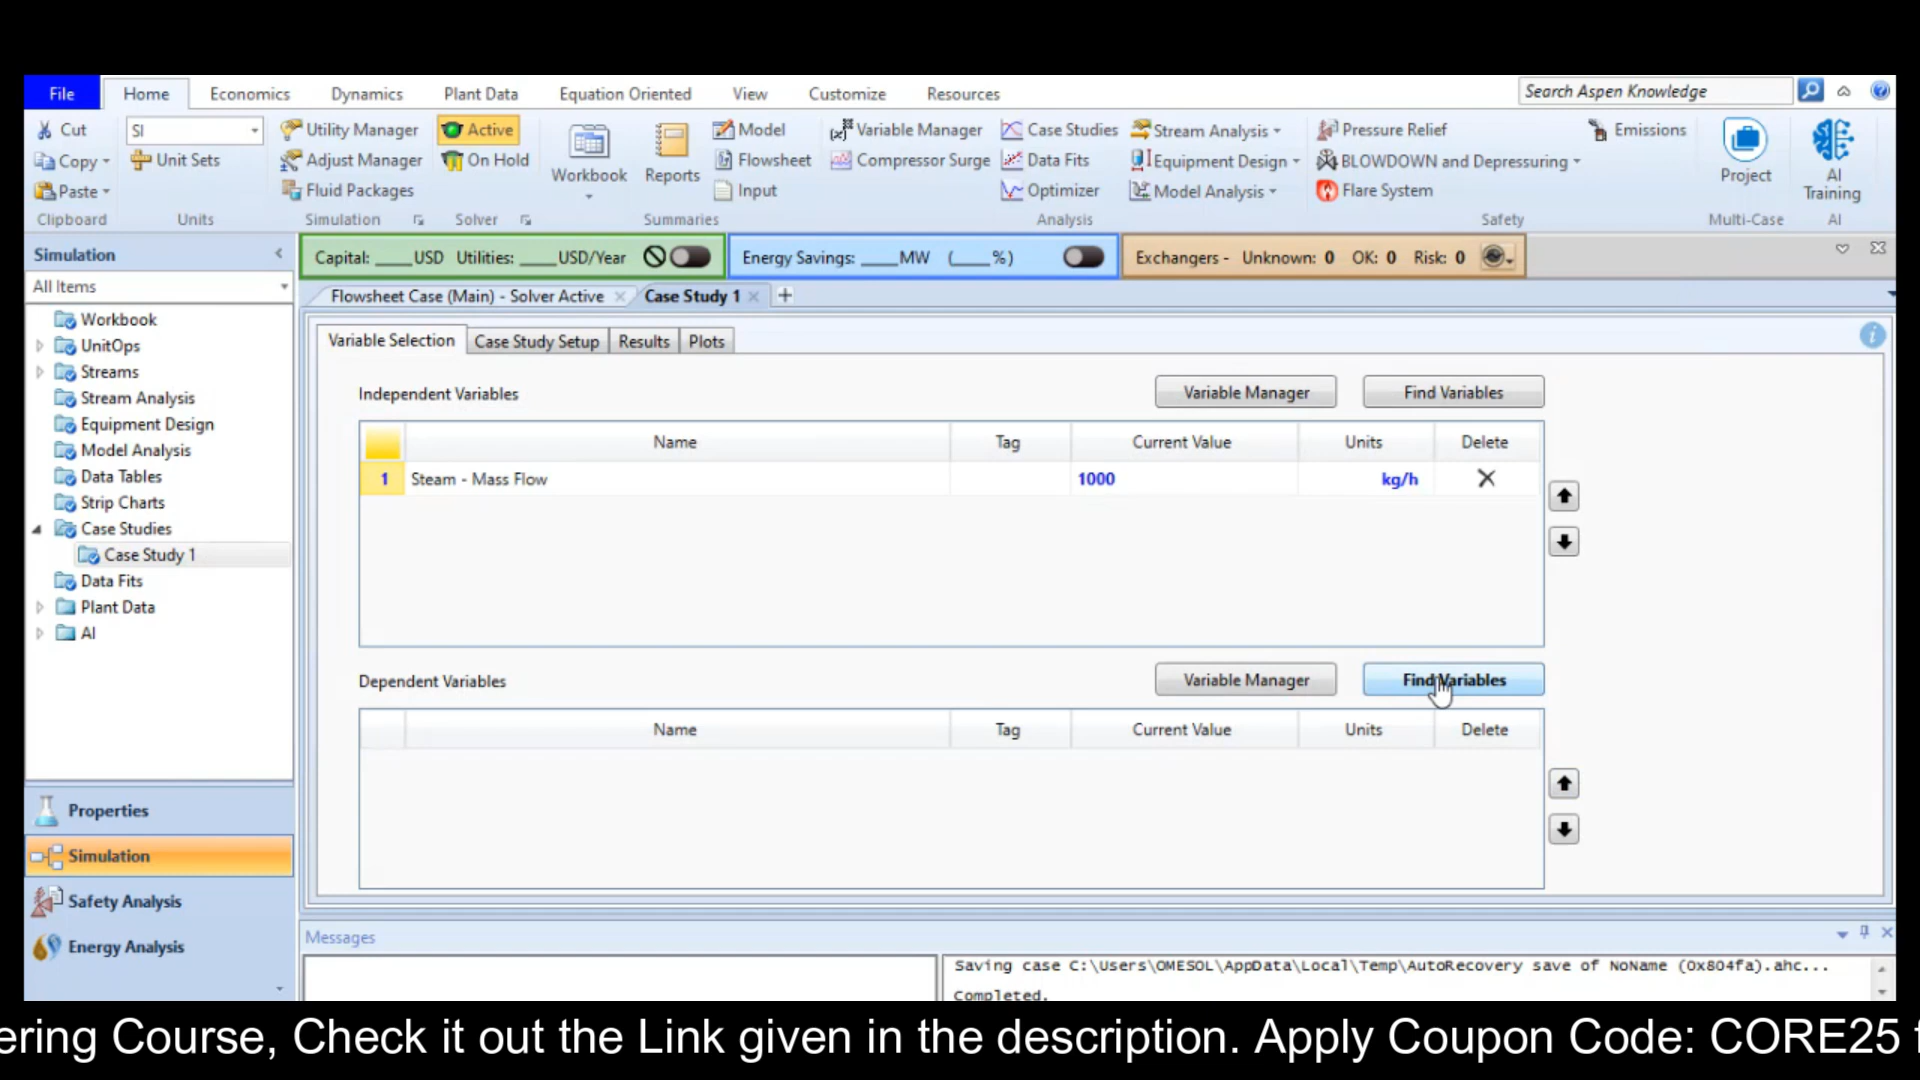 File Home Economics Dynamics Plant Data Equation Oriented View Customize Resources Search Aspen Knowledge
Cut SI Utility Manager Active Model Variable Manager Case Studies Stream Analysis Pressure Relief Emissions
Copy Unit Sets Adjust Manager On Hold Workbook Reports Flowsheet Compressor Surge Data Fits Equipment Design BLOWDOWN and Depressuring Project AI Training
Paste Fluid Packages Input Optimizer Model Analysis Flare System
Clipboard Units Simulation Solver Summaries Analysis Safety Multi-Case AI
Simulation
Capital: ____USD Utilities: ____USD/Year Energy Savings: ____MW (____%) Exchangers - Unknown: 0 OK: 0 Risk: 0
All Items
Flowsheet Case (Main) - Solver Active Case Study 1 +
Workbook
UnitOps
Streams
Stream Analysis
Equipment Design
Model Analysis
Data Tables
Strip Charts
Case Studies
Case Study 1
Data Fits
Plant Data
AI
Properties
Simulation
Safety Analysis
Energy Analysis
Variable Selection Case Study Setup Results Plots
Independent Variables Variable Manager Find Variables
Name Tag Current Value Units Delete
1 Steam - Mass Flow 1000 kg/h
Dependent Variables Variable Manager Find Variables
Name Tag Current Value Units Delete
Messages
Saving case C:\Users\OMESOL\AppData\Local\Temp\AutoRecovery save of NoName (0x804fa).ahc...
Completed.
ering Course, Check it out the Link given in the description. Apply Coupon Code: CORE25